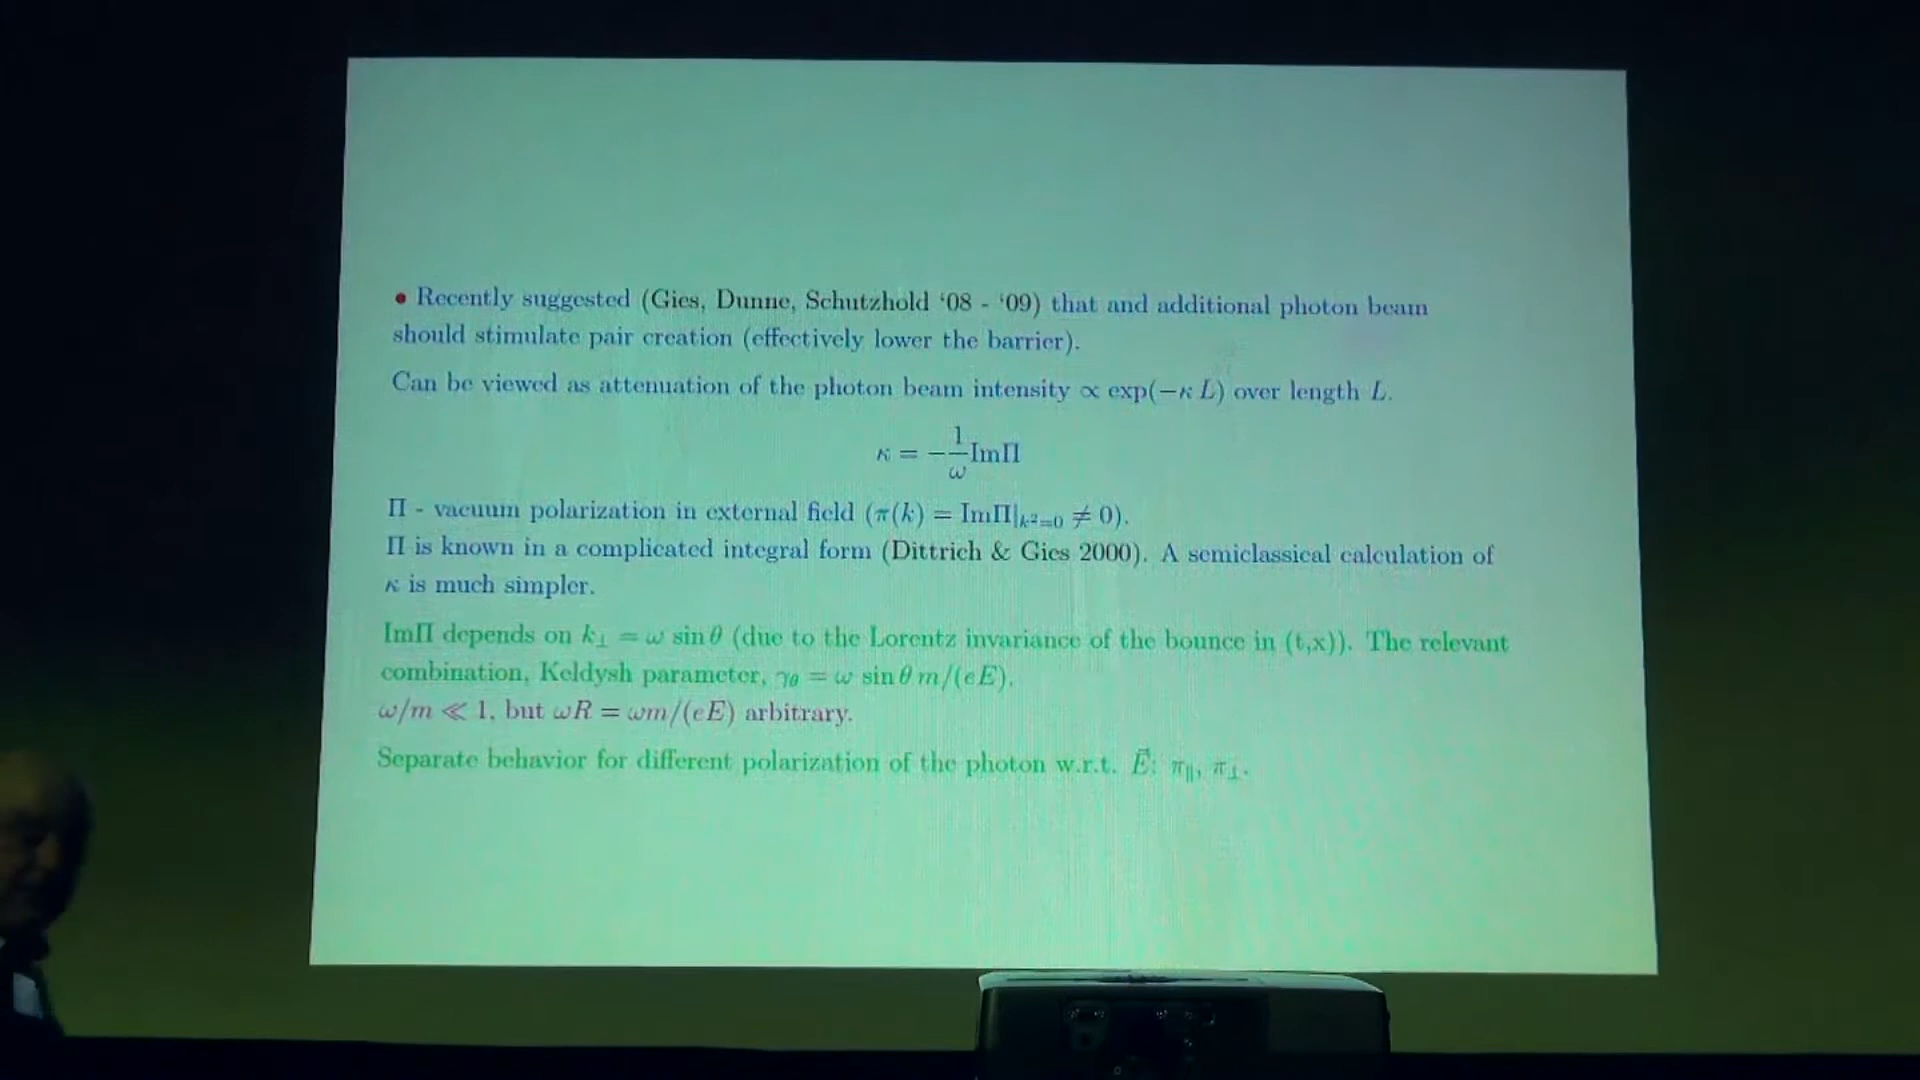 • Recently suggested (Gies, Dunne, Schutzhold ‘08 - ‘09) that and additional photon beam
should stimulate pair creation (effectively lower the barrier).
Can be viewed as attenuation of the photon beam intensity ∝ exp(−κ L) over length L.
κ = −1/ω ImΠ
Π - vacuum polarization in external field (π(k) = ImΠ|k²=0 ≠ 0).
Π is known in a complicated integral form (Dittrich & Gies 2000). A semiclassical calculation of
κ is much simpler.
ImΠ depends on k⊥ = ω sin θ (due to the Lorentz invariance of the bounce in (t,x)). The relevant
combination, Keldysh parameter, γθ = ω sin θ m/(eE).
ω/m ≪ 1, but ωR = ωm/(eE) arbitrary.
Separate behavior for different polarization of the photon w.r.t. E⃗: π∥, π⊥.